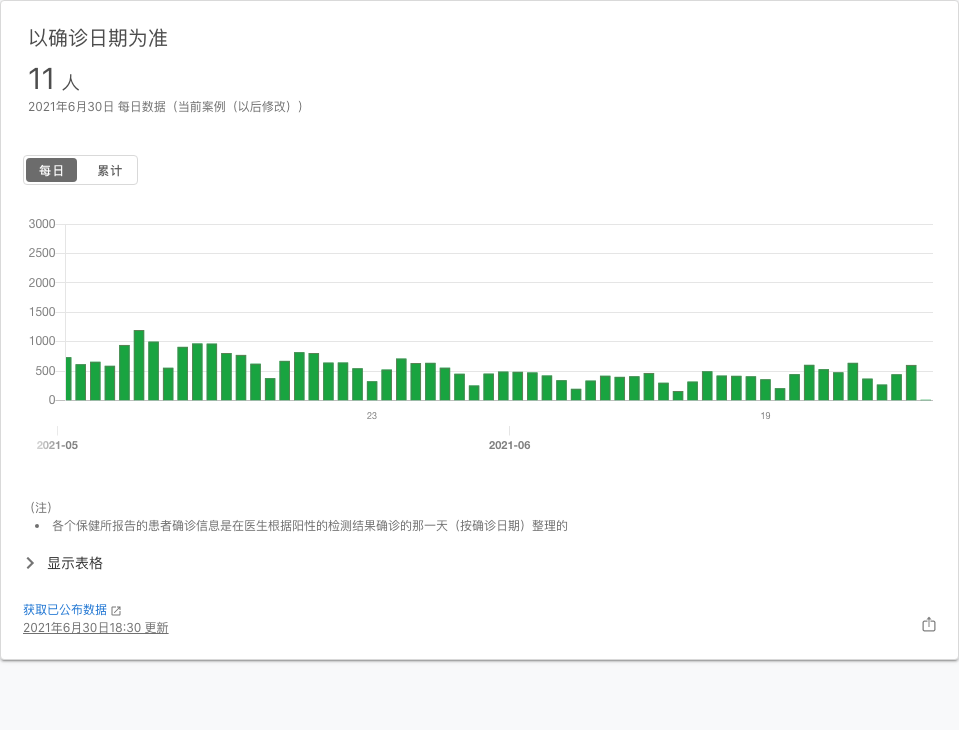 以确诊日期为准
11 人
2021年6月30日 每日数据（当前案例（以后修改））
每日 累计
3000
2500
2000
1500
1000
500
0
23 19
2021-05 2021-06
（注）
• 各个保健所报告的患者确诊信息是在医生根据阳性的检测结果确诊的那一天（按确诊日期）整理的
显示表格
获取已公布数据
2021年6月30日18:30 更新